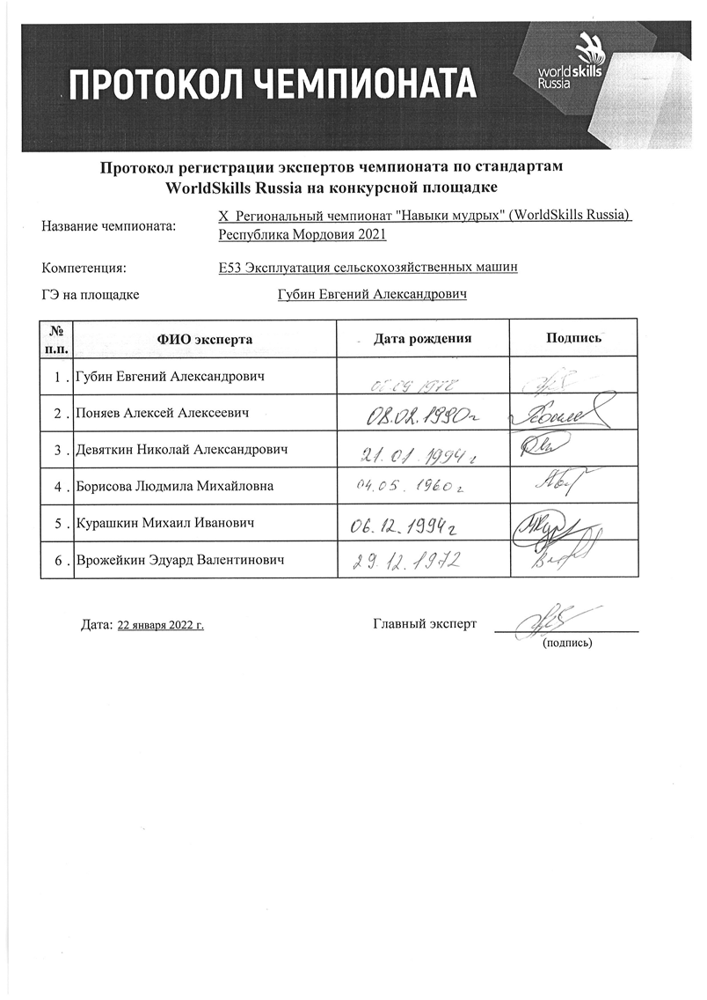 ПРОТОКОЛ ЧЕМПИОНАТА
worldskills
Russia
Протокол регистрации экспертов чемпионата по стандартам
WorldSkills Russia на конкурсной площадке
Название чемпионата:
X Региональный чемпионат "Навыки мудрых" (WorldSkills Russia)
Республика Мордовия 2021
Компетенция: E53 Эксплуатация сельскохозяйственных машин
ГЭ на площадке Губин Евгений Александрович
№ п.п. ФИО эксперта Дата рождения Подпись
1 . Губин Евгений Александрович 09 1972
2 . Поняев Алексей Алексеевич 08.02.1990г
3 . Девяткин Николай Александрович 21.01.1994 г
4 . Борисова Людмила Михайловна 04.05.1960г
5 . Курашкин Михаил Иванович 06.12.1994г
6 . Врожейкин Эдуард Валентинович 29.12.1972
Дата: 22 января 2022 г. Главный эксперт
(подпись)